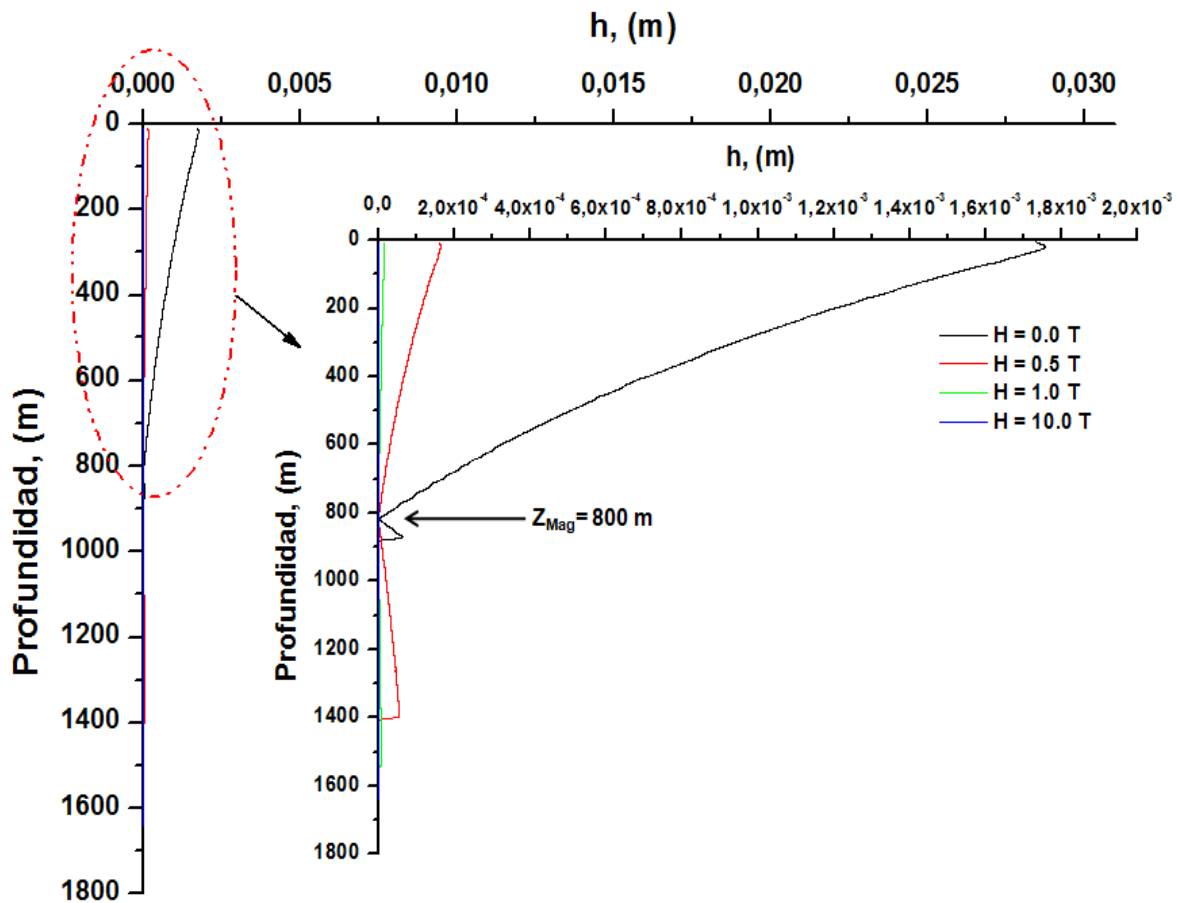 h, (m)
0,000 0,005 0,010 0,015 0,020 0,025 0,030
0
200
400
600
800
1000
1200
1400
1600
1800
Profundidad, (m)
h, (m)
0,0 2,0x10⁻⁴ 4,0x10⁻⁴ 6,0x10⁻⁴ 8,0x10⁻⁴ 1,0x10⁻³ 1,2x10⁻³ 1,4x10⁻³ 1,6x10⁻³ 1,8x10⁻³ 2,0x10⁻³
0
200
400
600
800
1000
1200
1400
1600
1800
Profundidad, (m)
H = 0.0 T
H = 0.5 T
H = 1.0 T
H = 10.0 T
Z_Mag= 800 m